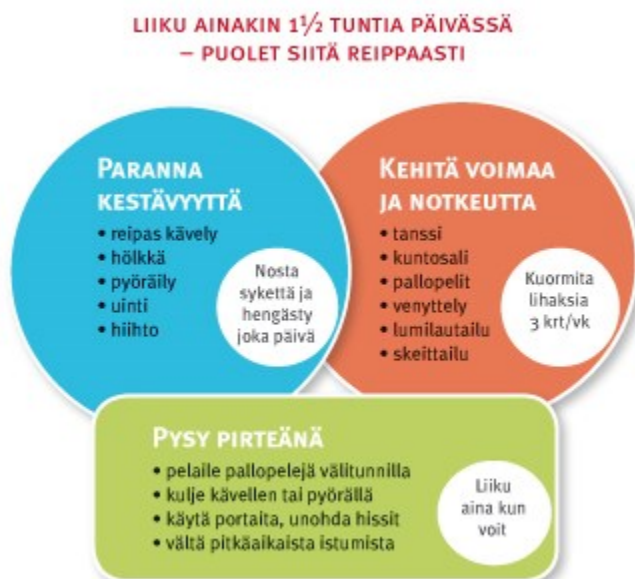 LIIKU AINAKIN 1½ TUNTIA PÄIVÄSSÄ
– PUOLET SIITÄ REIPPAASTI
PARANNA
KESTÄVYYTTÄ
• reipas kävely
• hölkkä
• pyöräily
• uinti
• hiihto
Nosta
sykettä ja
hengästy
joka päivä
KEHITÄ VOIMAA
JA NOTKEUTTA
• tanssi
• kuntosali
• pallopelit
• venyttely
• lumilautailu
• skeittailu
Kuormita
lihaksia
3 krt/vk
PYSY PIRTEÄNÄ
• pelaile pallopelejä välitunnilla
• kulje kävellen tai pyörällä
• käytä portaita, unohda hissit
• vältä pitkäaikaista istumista
Liiku
aina kun
voit